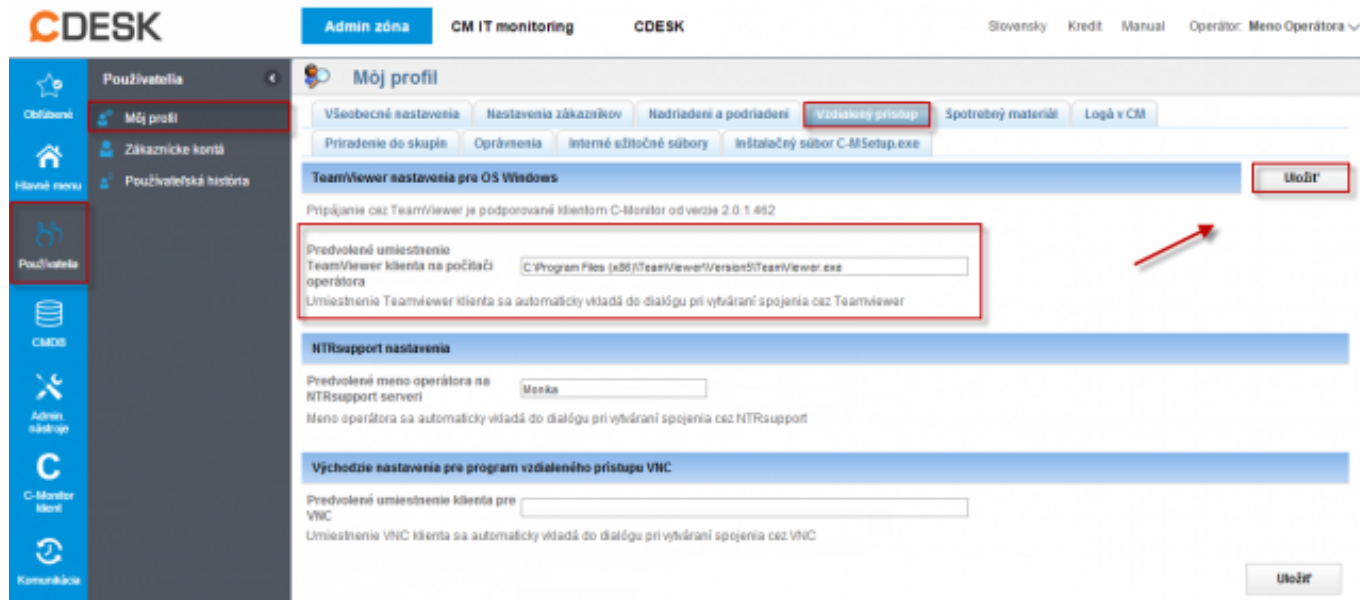 CDESK
Admin zóna CM IT monitoring CDESK
Slovensky Kredit Manual Operátor: Meno Operátora
Obľúbené
Hlavné menu
Používatelia
CMDB
Admin. nástroje
C
C-Monitor klient
Komunikácia
Používatelia
Môj profil
Zákaznícke kontá
Používateľská história
Môj profil
Všeobecné nastavenia Nastavenia zákazníkov Nadriadení a podriadení Vzdialený prístup Spotrebný materiál Logá v CM
Priradenie do skupín Oprávnenia Interné užitočné súbory Inštalačný súbor C-MSetup.exe
TeamViewer nastavenia pre OS Windows
Uložiť
Pripájanie cez TeamViewer je podporované klientom C-Monitor od verzie 2.0.1.462
Predvolené umiestnenie
TeamViewer klienta na počítači
operátora
C:\Program Files (x86)\TeamViewer\Version5\TeamViewer.exe
Umiestnenie Teamviewer klienta sa automaticky vkladá do dialógu pri vytváraní spojenia cez Teamviewer
NTRsupport nastavenia
Predvolené meno operátora na
NTRsupport serveri
Monika
Meno operátora sa automaticky vkladá do dialógu pri vytváraní spojenia cez NTRsupport
Východzie nastavenia pre program vzdialeného prístupu VNC
Predvolené umiestnenie klienta pre
VNC
Umiestnenie VNC klienta sa automaticky vkladá do dialógu pri vytváraní spojenia cez VNC
Uložiť